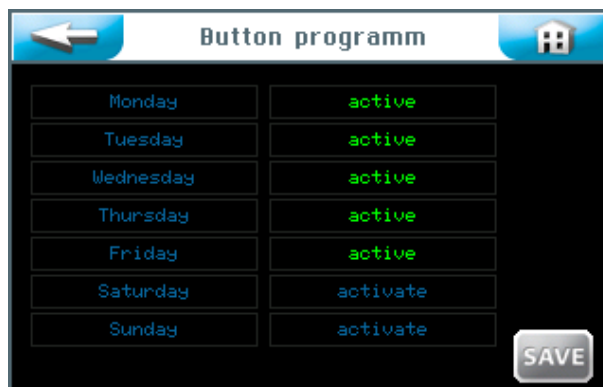 Button programm
Monday active
Tuesday active
Wednesday active
Thursday active
Friday active
Saturday activate
Sunday activate
SAVE